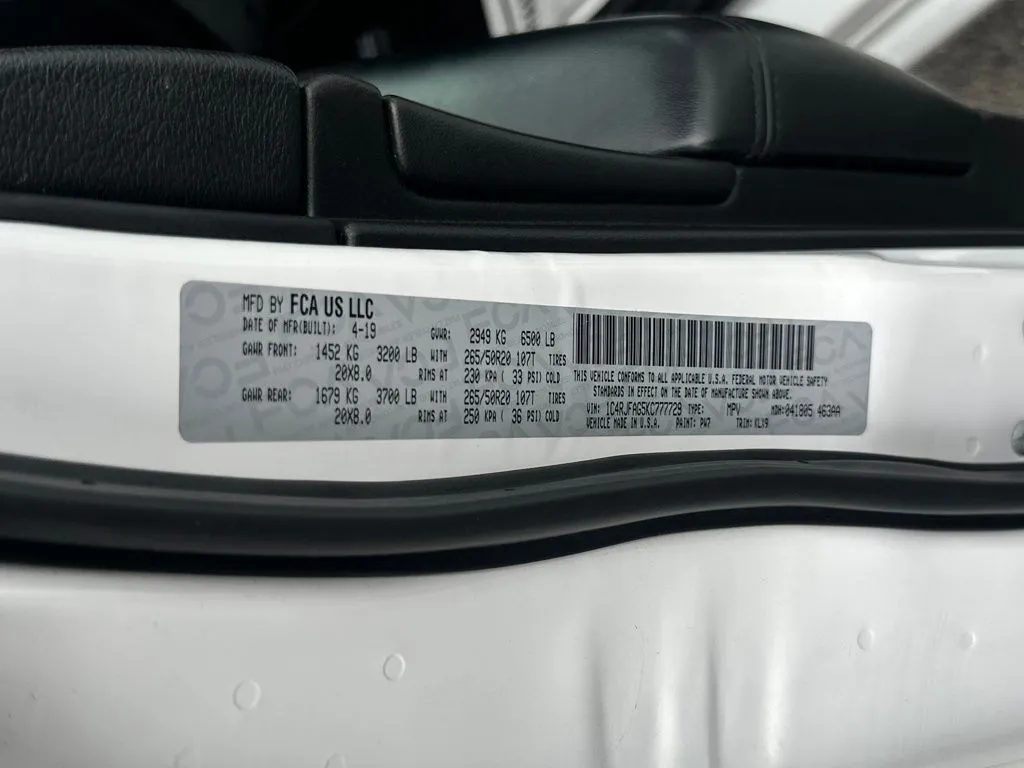 MFD BY FCA US LLC
DATE OF MFR(BUILT): 4-19 GVWR: 2949 KG 6500 LB
GAWR FRONT: 1452 KG 3200 LB WITH 265/50R20 107T TIRES
20X8.0 RIMS AT 230 KPA ( 33 PSI) COLD
GAWR REAR: 1679 KG 3700 LB WITH 265/50R20 107T TIRES
20X8.0 RIMS AT 250 KPA ( 36 PSI) COLD
THIS VEHICLE CONFORMS TO ALL APPLICABLE U.S.A. FEDERAL MOTOR VEHICLE SAFETY
STANDARDS IN EFFECT ON THE DATE OF MANUFACTURE SHOWN ABOVE.
VIN: 1C4RJFAG5KC777729 TYPE: MPV MDH:041805 463AA
VEHICLE MADE IN U.S.A. PAINT: PW7 TRIM:KLX9